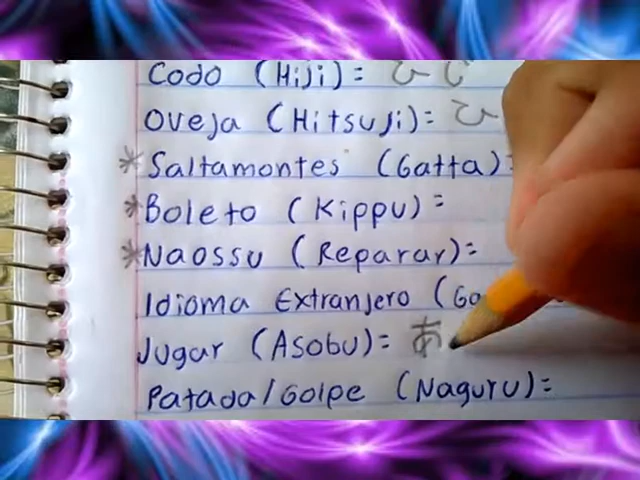 Codo (Hiji): ひじ
Oveja (Hitsuji): ひ
*Saltamontes (Gatta):
*Boleto (Kippu):
*Naossu (Reparar):
Idioma Extranjero (Go
Jugar (Asobu): あ
Patada/Golpe (Naguru):